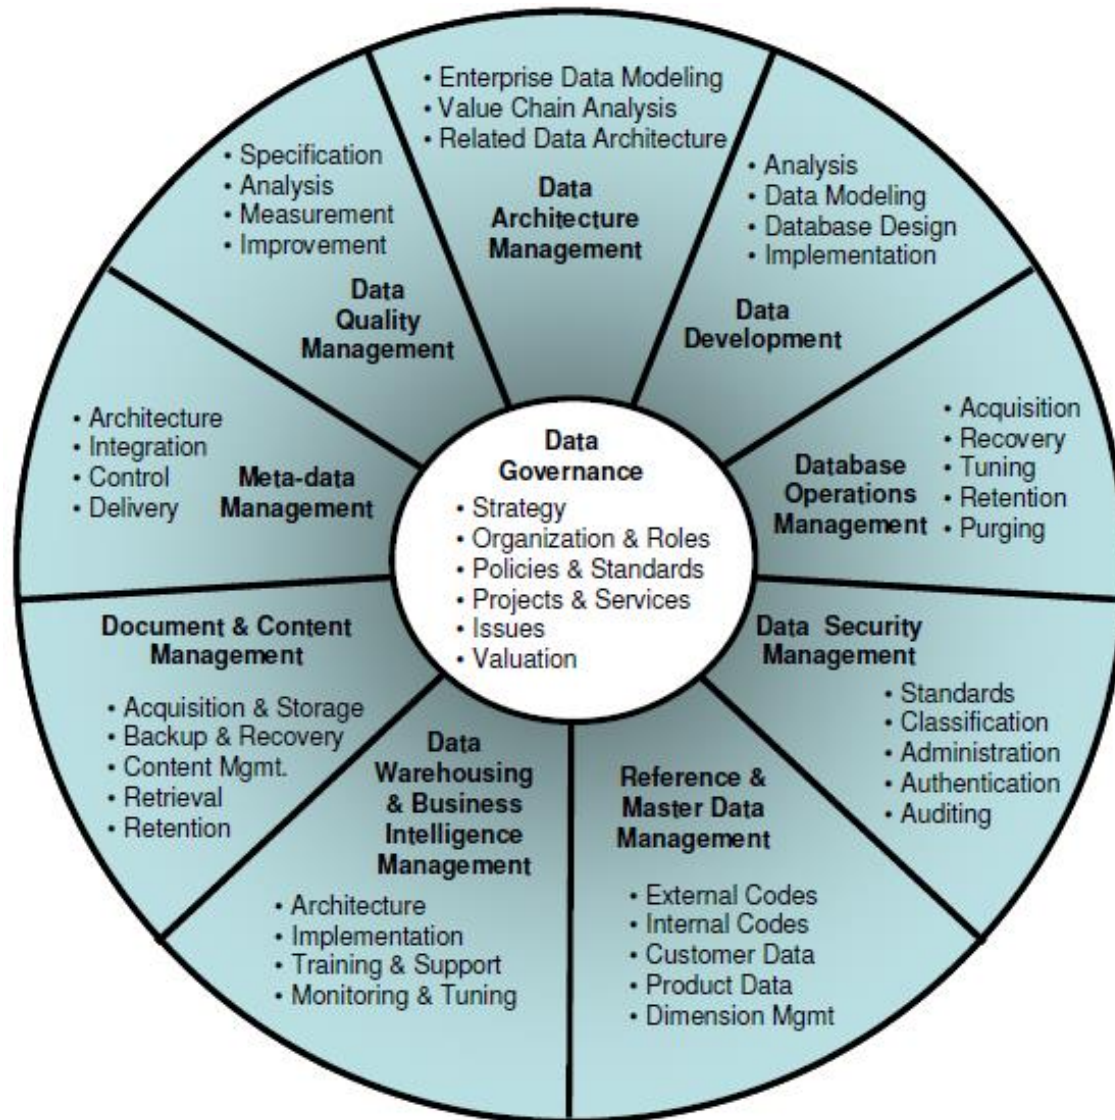 • Enterprise Data Modeling
• Value Chain Analysis
• Related Data Architecture
Data
Architecture
Management
• Analysis
• Data Modeling
• Database Design
• Implementation
Data
Development
• Acquisition
• Recovery
• Tuning
• Retention
• Purging
Database
Operations
Management
Data Security
Management
• Standards
• Classification
• Administration
• Authentication
• Auditing
Reference &
Master Data
Management
• External Codes
• Internal Codes
• Customer Data
• Product Data
• Dimension Mgmt
Data
Warehousing
& Business
Intelligence
Management
• Architecture
• Implementation
• Training & Support
• Monitoring & Tuning
Document & Content
Management
• Acquisition & Storage
• Backup & Recovery
• Content Mgmt.
• Retrieval
• Retention
• Architecture
• Integration
• Control
• Delivery
Meta-data
Management
• Specification
• Analysis
• Measurement
• Improvement
Data
Quality
Management
Data
Governance
• Strategy
• Organization & Roles
• Policies & Standards
• Projects & Services
• Issues
• Valuation